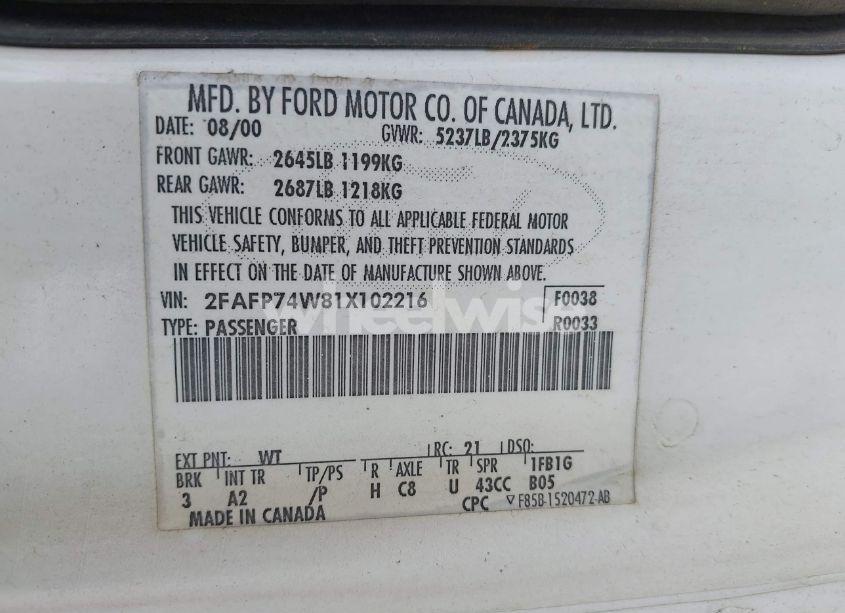 MFD. BY FORD MOTOR CO. OF CANADA, LTD.
DATE: 08/00 GVWR: 5237LB/2375KG
FRONT GAWR: 2645LB 1199KG
REAR GAWR: 2687LB 1218KG
THIS VEHICLE CONFORMS TO ALL APPLICABLE FEDERAL MOTOR
VEHICLE SAFETY, BUMPER, AND THEFT PREVENTION STANDARDS
IN EFFECT ON THE DATE OF MANUFACTURE SHOWN ABOVE.
VIN: 2FAFP74W81X102216 F0038
TYPE: PASSENGER R0033
wheelwise
EXT PNT: WT RC: 21 DSO:
BRK INT TR TP/PS R AXLE TR SPR 1FB1G
3 A2 /P H C8 U 43CC B05
MADE IN CANADA CPC F85B-1520472-AB